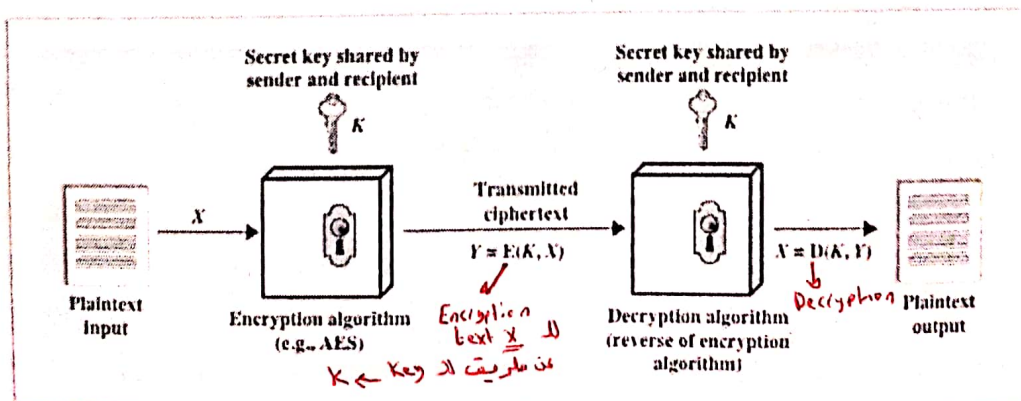 Secret key shared by
sender and recipient
K
Secret key shared by
sender and recipient
K
X
Transmitted
ciphertext
Y = E(K, X)
X = D(K, Y)
Plaintext
input
Encryption algorithm
(e.g., AES)
Encryption
لل text X
عن طريق ال Key ← K
Decryption algorithm
(reverse of encryption
algorithm)
Decryption
Plaintext
output